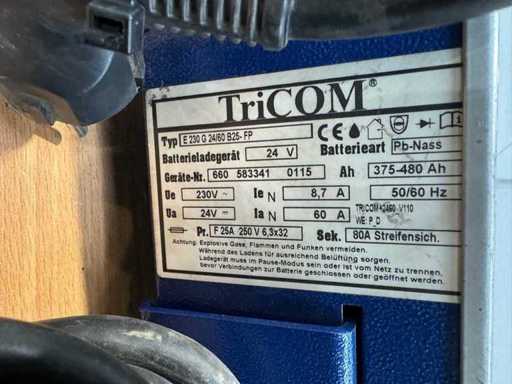 TriCOM®
Typ E 230 G 24/60 B25- FP
Batterieladegerät 24 V Batterieart Pb-Nass
Geräte-Nr. 660 583341 0115 Ah 375-480 Ah
Ue 230V ~ Ie N 8,7 A 50/60 Hz
Ua 24V Ia N 60 A
WE: P_D
Pr. F 25A 250 V 6,3x32 Sek. 80A Streifensich.
Achtung: Explosive Gase, Flammen und Funken vermeiden.
Während des Ladens für ausreichend Belüftung sorgen.
Ladegerät muss im Pause-Modus sein oder ist vom Netz zu trennen,
bevor Verbindungen zur Batterie geschlossen oder geöffnet werden.